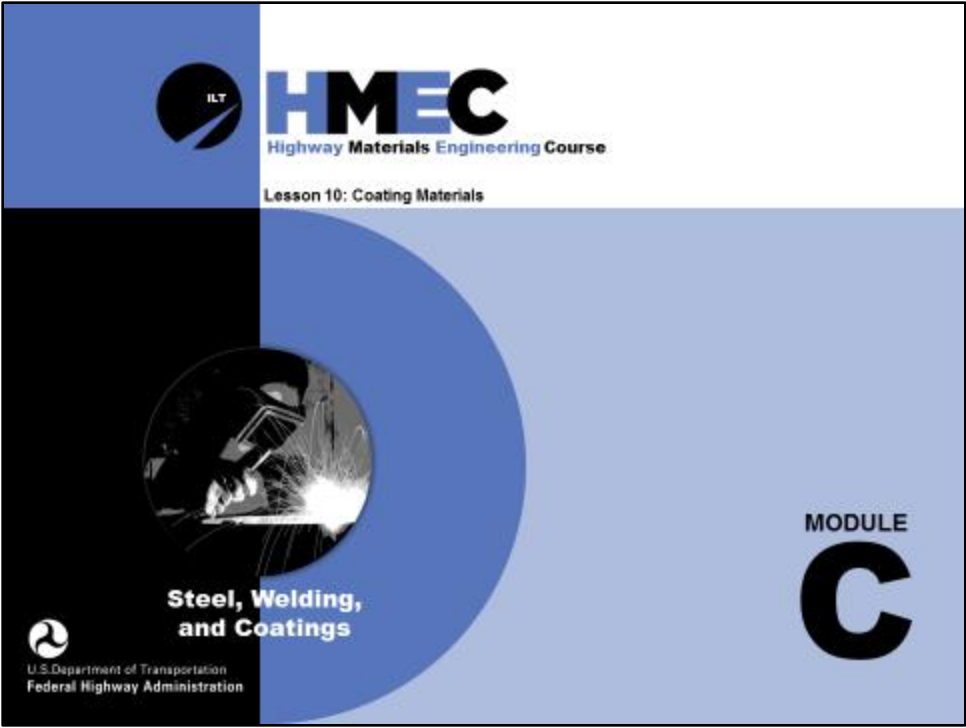 ILT
HMEC
Highway Materials Engineering Course
Lesson 10: Coating Materials
MODULE
C
Steel, Welding,
and Coatings
U.S.Department of Transportation
Federal Highway Administration